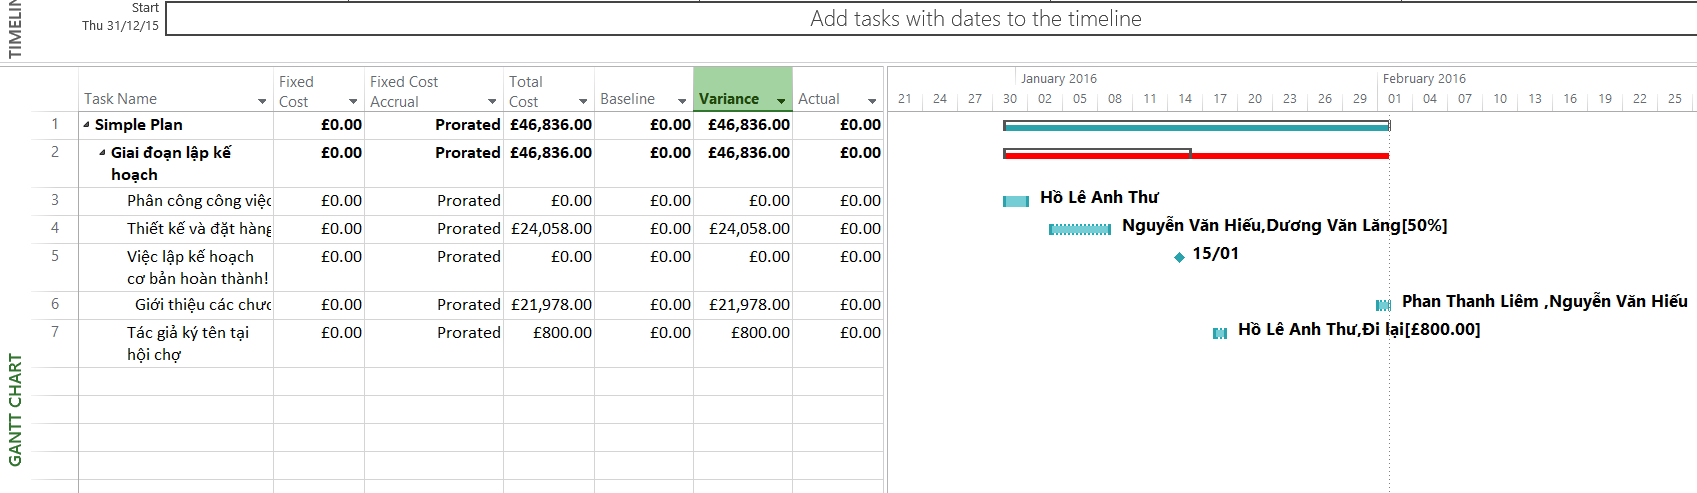 TIMELIN
Start
Thu 31/12/15
Add tasks with dates to the timeline
GANTT CHART
Task Name Fixed Cost Fixed Cost Accrual Total Cost Baseline Variance Actual
January 2016 February 2016
21 24 27 30 02 05 08 11 14 17 20 23 26 29 01 04 07 10 13 16 19 22 25
1 Simple Plan £0.00 Prorated £46,836.00 £0.00 £46,836.00 £0.00
2 Giai đoạn lập kế £0.00 Prorated £46,836.00 £0.00 £46,836.00 £0.00
hoạch
3 Phân công công việc £0.00 Prorated £0.00 £0.00 £0.00 £0.00 Hồ Lê Anh Thư
4 Thiết kế và đặt hàng £0.00 Prorated £24,058.00 £0.00 £24,058.00 £0.00 Nguyễn Văn Hiếu,Dương Văn Lăng[50%]
5 Việc lập kế hoạch £0.00 Prorated £0.00 £0.00 £0.00 £0.00 15/01
cơ bản hoàn thành!
6 Giới thiệu các chươ £0.00 Prorated £21,978.00 £0.00 £21,978.00 £0.00 Phan Thanh Liêm ,Nguyễn Văn Hiếu
7 Tác giả ký tên tại £0.00 Prorated £800.00 £0.00 £800.00 £0.00 Hồ Lê Anh Thư,Đi lại[£800.00]
hội chợ